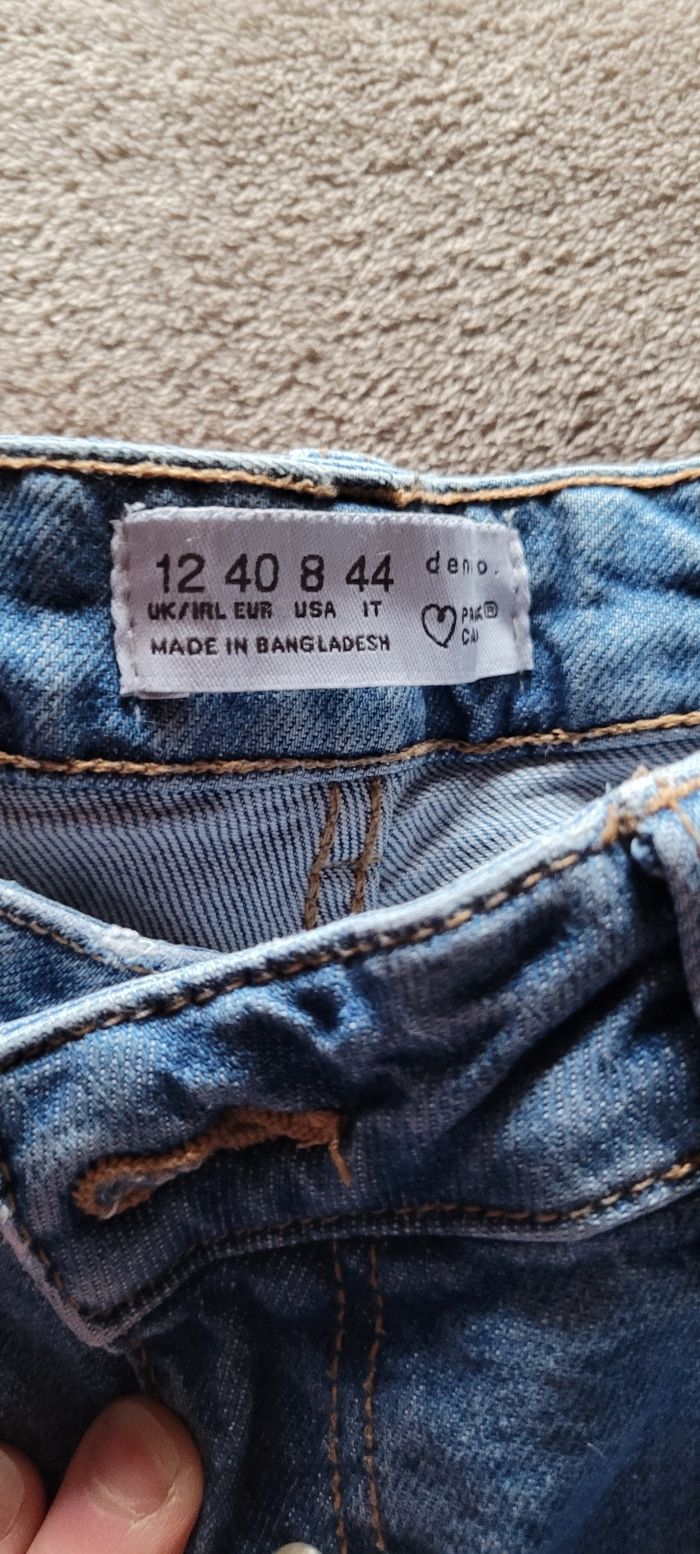 12 40 8 44
UK/IRL EUR USA IT
MADE IN BANGLADESH